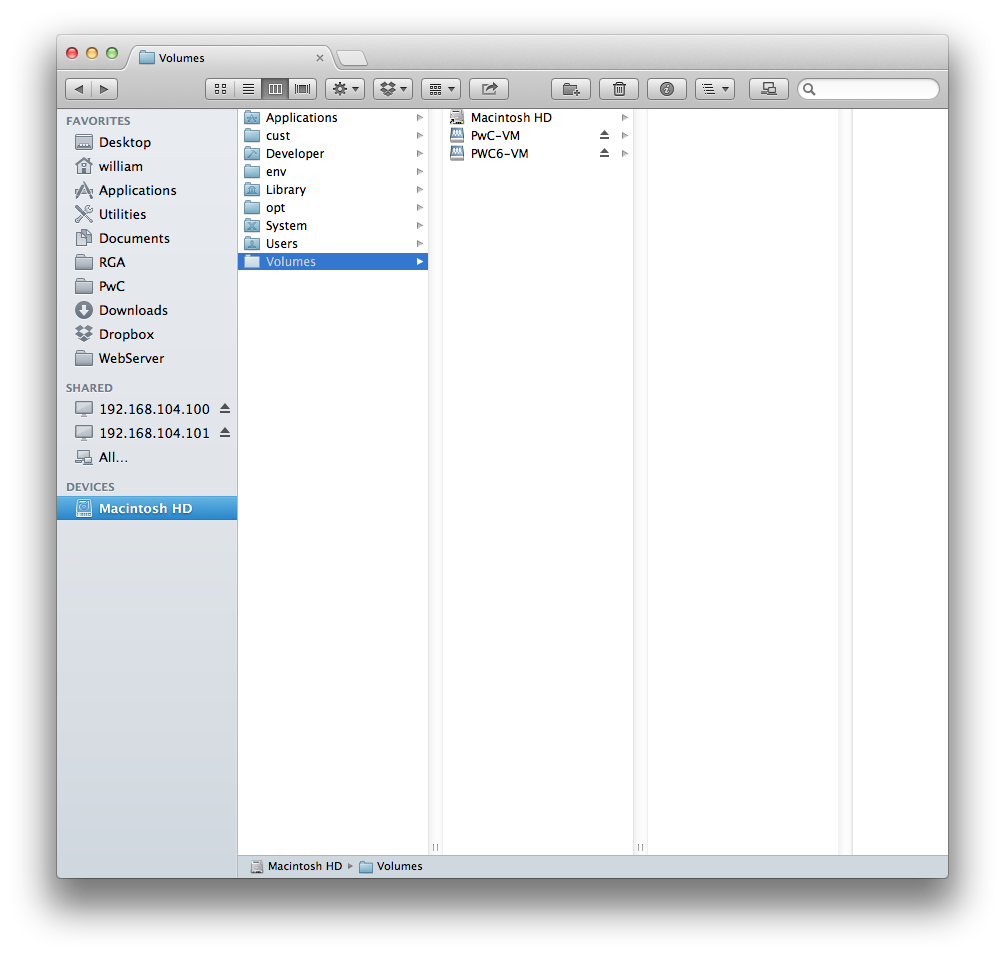 Volumes
FAVORITES
Desktop
william
Applications
Utilities
Documents
RGA
PwC
Downloads
Dropbox
WebServer
SHARED
192.168.104.100
192.168.104.101
All...
DEVICES
Macintosh HD
Applications
cust
Developer
env
Library
opt
System
Users
Volumes
Macintosh HD
PwC-VM
PWC6-VM
Macintosh HD
Volumes